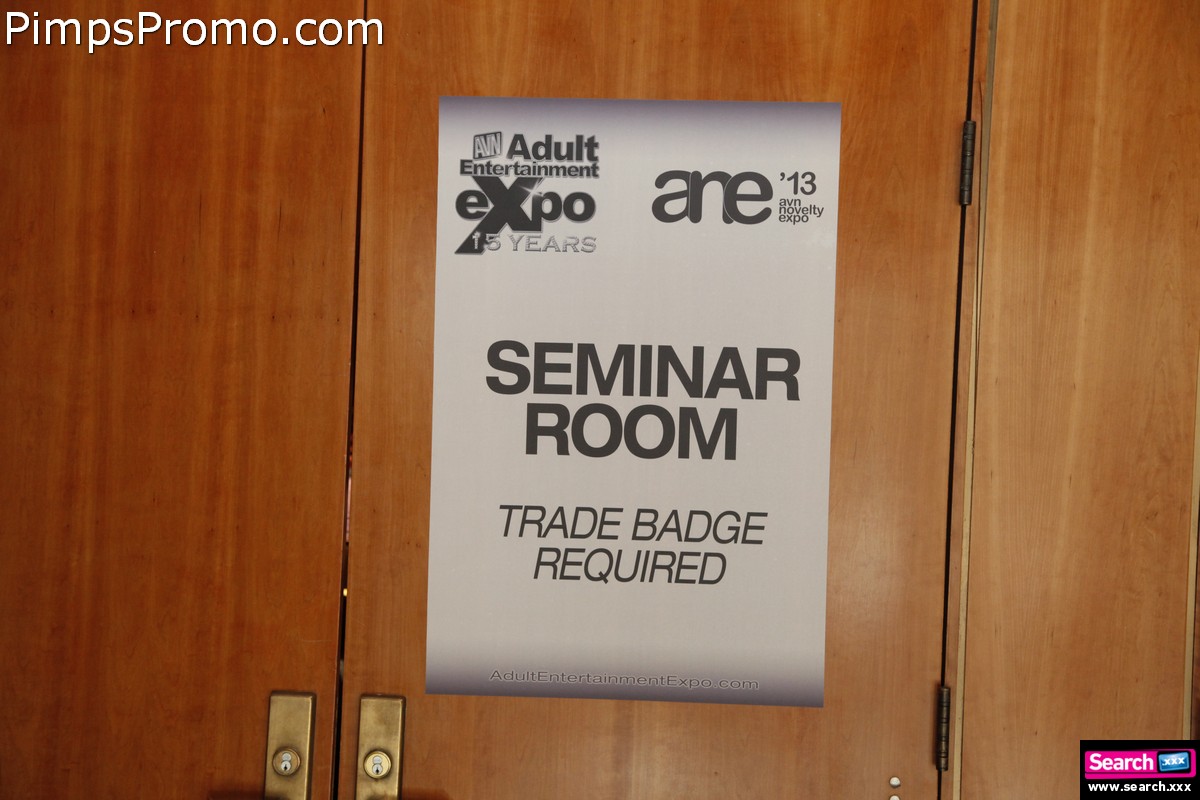 PimpsPromo.com
AVN Adult
Entertainment
eXpo
15 YEARS
ane '13
avn
novelty
expo
SEMINAR
ROOM
TRADE BADGE
REQUIRED
AdultEntertainmentExpo.com
Search .xxx
www.search.xxx